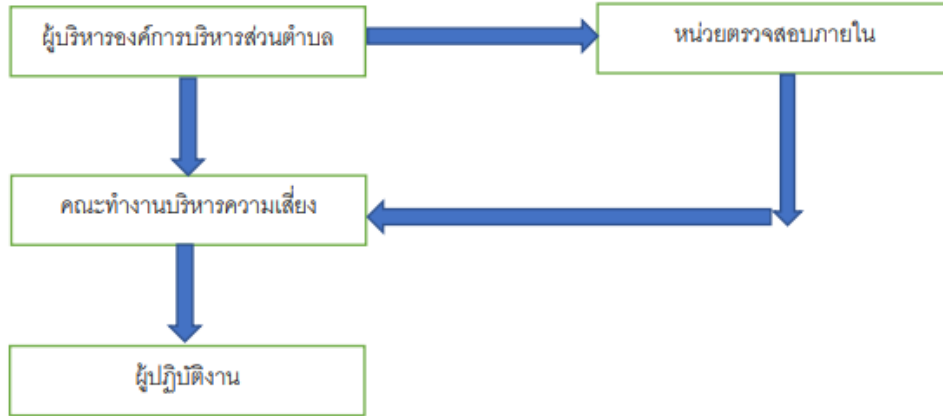 ผู้บริหารองค์การบริหารส่วนตำบล
หน่วยตรวจสอบภายใน
คณะทำงานบริหารความเสี่ยง
ผู้ปฏิบัติงาน